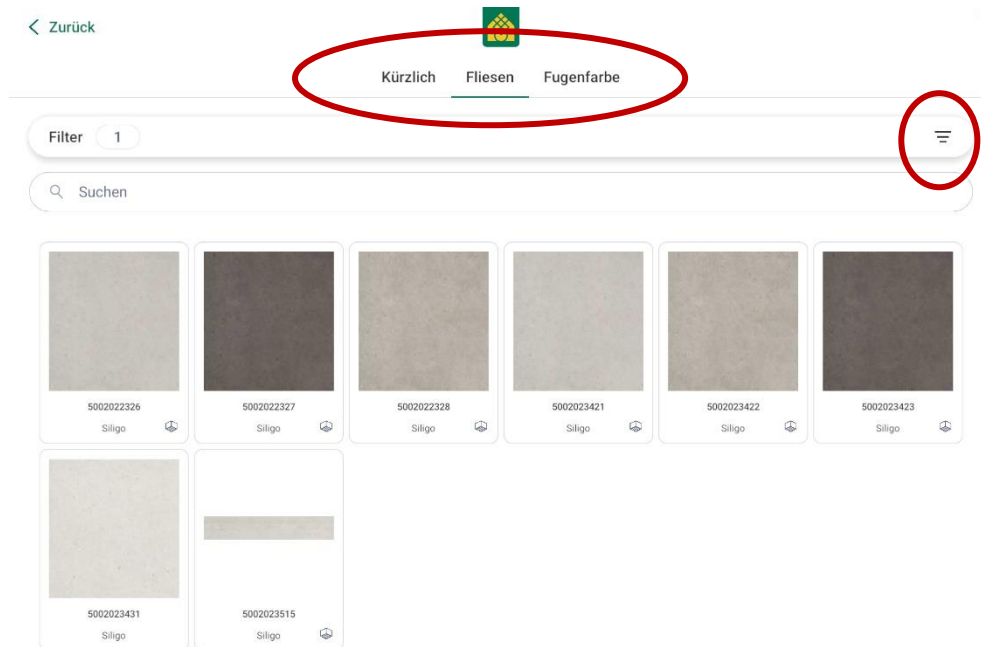 Zurück
Kürzlich Fliesen Fugenfarbe
Filter 1
Suchen
5002022326 5002022327 5002022328 5002023421 5002023422 5002023423
Siligo Siligo Siligo Siligo Siligo Siligo
5002023431 5002023515
Siligo Siligo